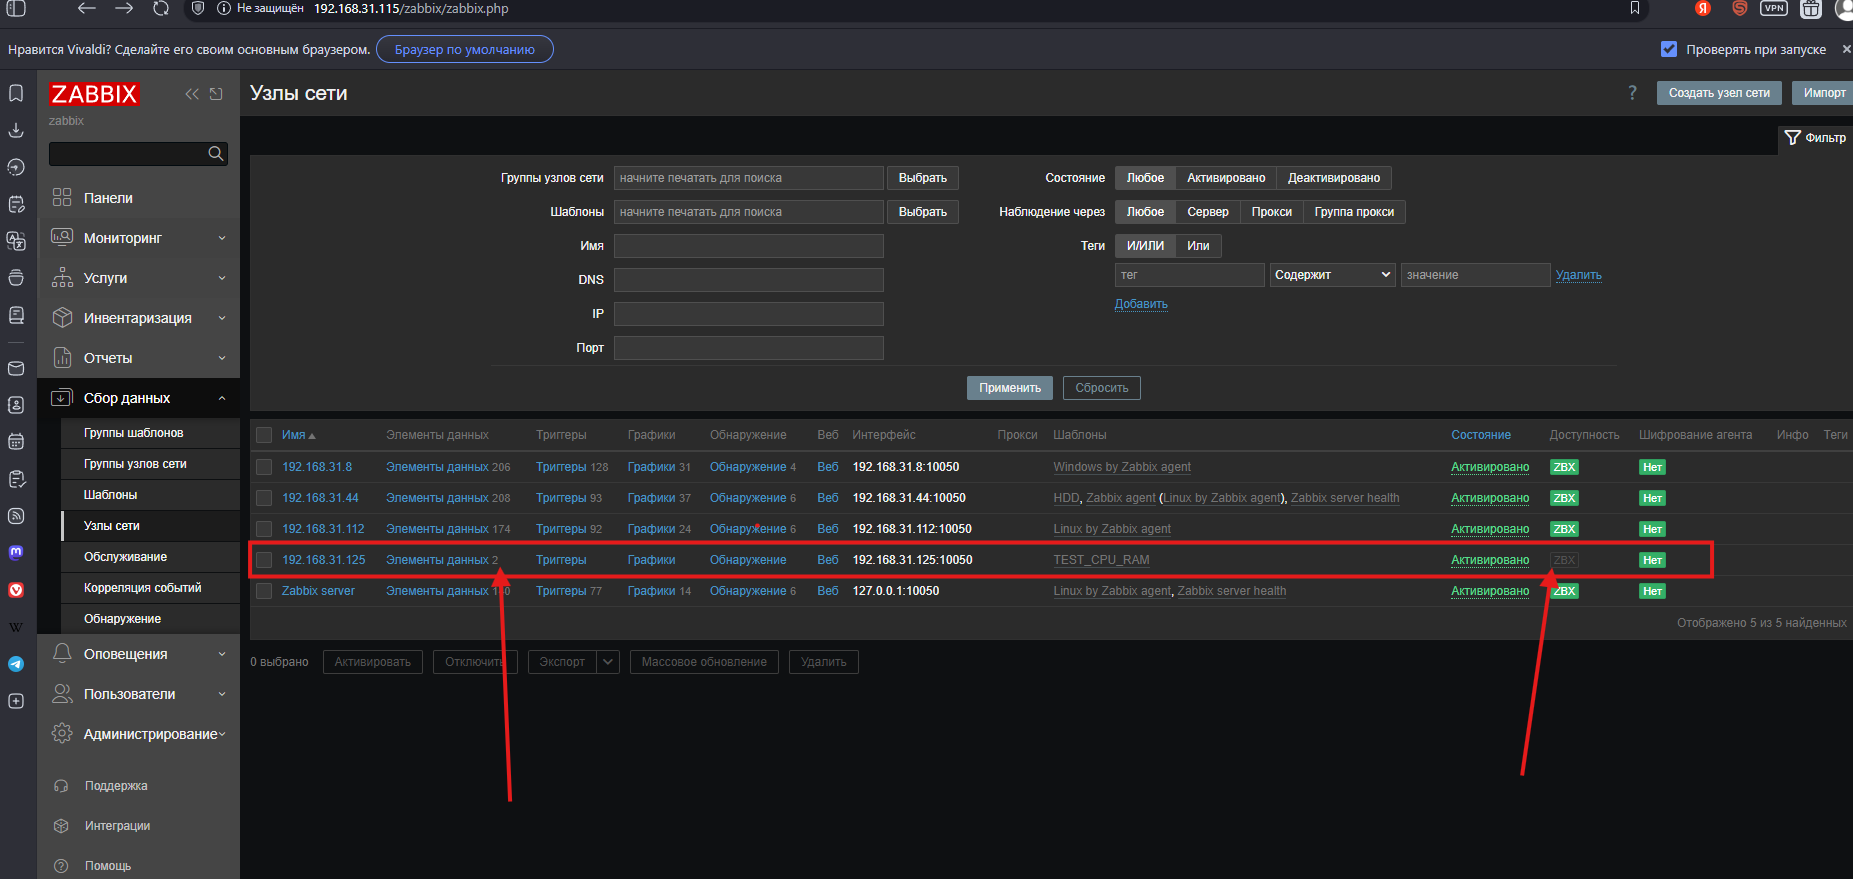 Не защищён 192.168.31.115/zabbix/zabbix.php
Я VPN
Нравится Vivaldi? Сделайте его своим основным браузером. Браузер по умолчанию Проверять при запуске
ZABBIX
zabbix
Узлы сети
? Создать узел сети Импорт
Фильтр
Панели
Мониторинг
Услуги
Инвентаризация
Отчеты
Сбор данных
Группы шаблонов
Группы узлов сети
Шаблоны
Узлы сети
Обслуживание
Корреляция событий
Обнаружение
Оповещения
Пользователи
Администрирование
Поддержка
Интеграции
Помощь
Группы узлов сети начните печатать для поиска Выбрать
Шаблоны начните печатать для поиска Выбрать
Имя
DNS
IP
Порт
Состояние Любое Активировано Деактивировано
Наблюдение через Любое Сервер Прокси Группа прокси
Теги И/ИЛИ Или
тег Содержит значение Удалить
Добавить
Применить Сбросить
Имя Элементы данных Триггеры Графики Обнаружение Веб Интерфейс Прокси Шаблоны Состояние Доступность Шифрование агента Инфо Теги
192.168.31.8 Элементы данных 206 Триггеры 128 Графики 31 Обнаружение 4 Веб 192.168.31.8:10050 Windows by Zabbix agent Активировано ZBX Нет
192.168.31.44 Элементы данных 208 Триггеры 93 Графики 37 Обнаружение 6 Веб 192.168.31.44:10050 HDD, Zabbix agent (Linux by Zabbix agent), Zabbix server health Активировано ZBX Нет
192.168.31.112 Элементы данных 174 Триггеры 92 Графики 24 Обнаружение 6 Веб 192.168.31.112:10050 Linux by Zabbix agent Активировано ZBX Нет
192.168.31.125 Элементы данных 2 Триггеры Графики Обнаружение Веб 192.168.31.125:10050 TEST_CPU_RAM Активировано ZBX Нет
Zabbix server Элементы данных Триггеры 77 Графики 14 Обнаружение 6 Веб 127.0.0.1:10050 Linux by Zabbix agent, Zabbix server health Активировано ZBX Нет
Отображено 5 из 5 найденных
0 выбрано Активировать Отключить Экспорт Массовое обновление Удалить